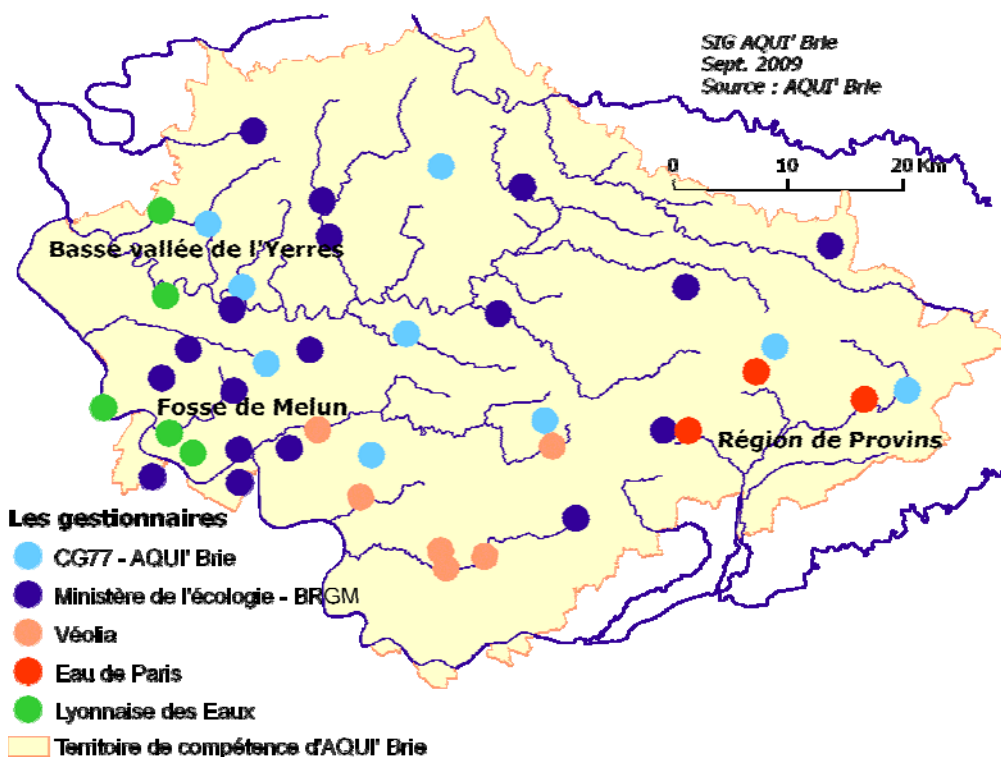 SIG AQUI' Brie
Sept. 2009
Source : AQUI' Brie
0 10 20 Km
Basse vallée de l'Yerres
Fosse de Melun
Région de Provins
Les gestionnaires
CG77 - AQUI' Brie
Ministère de l'écologie - BRGM
Véolia
Eau de Paris
Lyonnaise des Eaux
Territoire de compétence d'AQUI' Brie